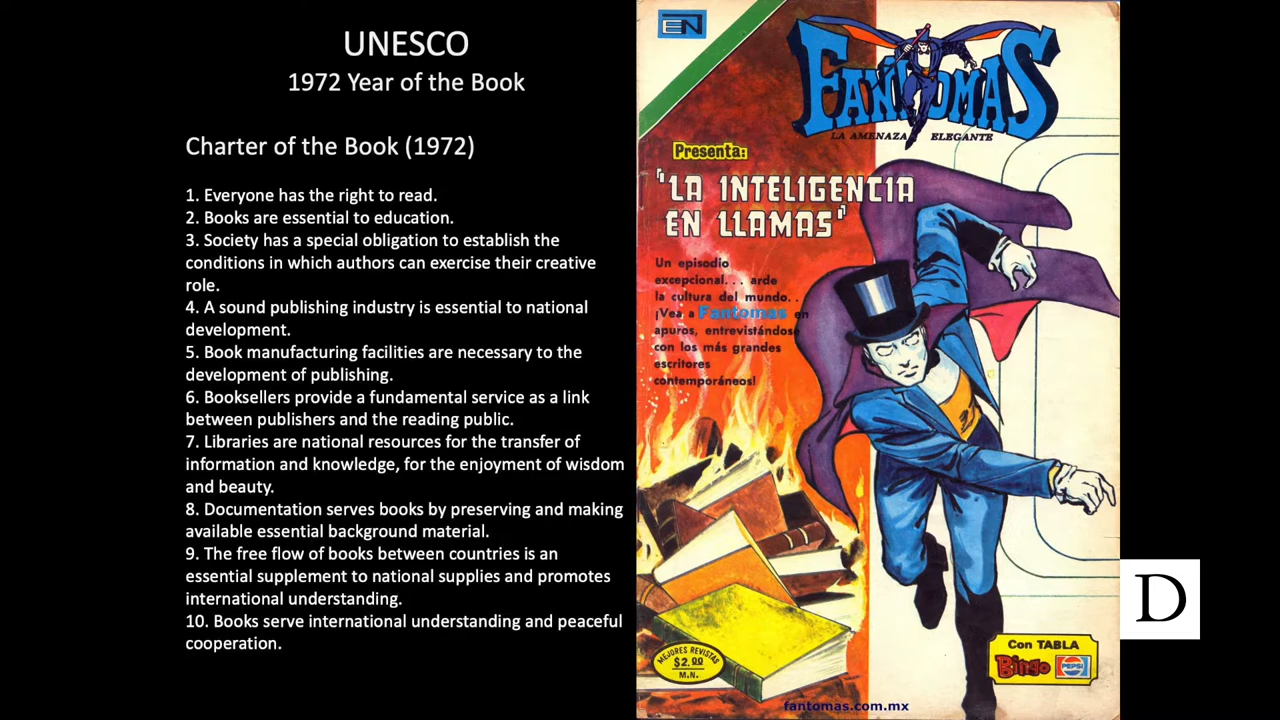 UNESCO
1972 Year of the Book
Charter of the Book (1972)
1. Everyone has the right to read.
2. Books are essential to education.
3. Society has a special obligation to establish the
conditions in which authors can exercise their creative
role.
4. A sound publishing industry is essential to national
development.
5. Book manufacturing facilities are necessary to the
development of publishing.
6. Booksellers provide a fundamental service as a link
between publishers and the reading public.
7. Libraries are national resources for the transfer of
information and knowledge, for the enjoyment of wisdom
and beauty.
8. Documentation serves books by preserving and making
available essential background material.
9. The free flow of books between countries is an
essential supplement to national supplies and promotes
international understanding.
10. Books serve international understanding and peaceful
cooperation.
EN
FANTOMAS
LA AMENAZA ELEGANTE
Presenta:
"LA INTELIGENCIA
EN LLAMAS"
Un episodio
excepcional. . . arde
la cultura del mundo. .
¡Vea a Fantomas en
apuros, entrevistándose
con los más grandes
escritores
contemporáneos!
MEJORES REVISTAS
$2.00
M.N.
Con TABLA
Bingo PEPSI
fantomas.com.mx
D